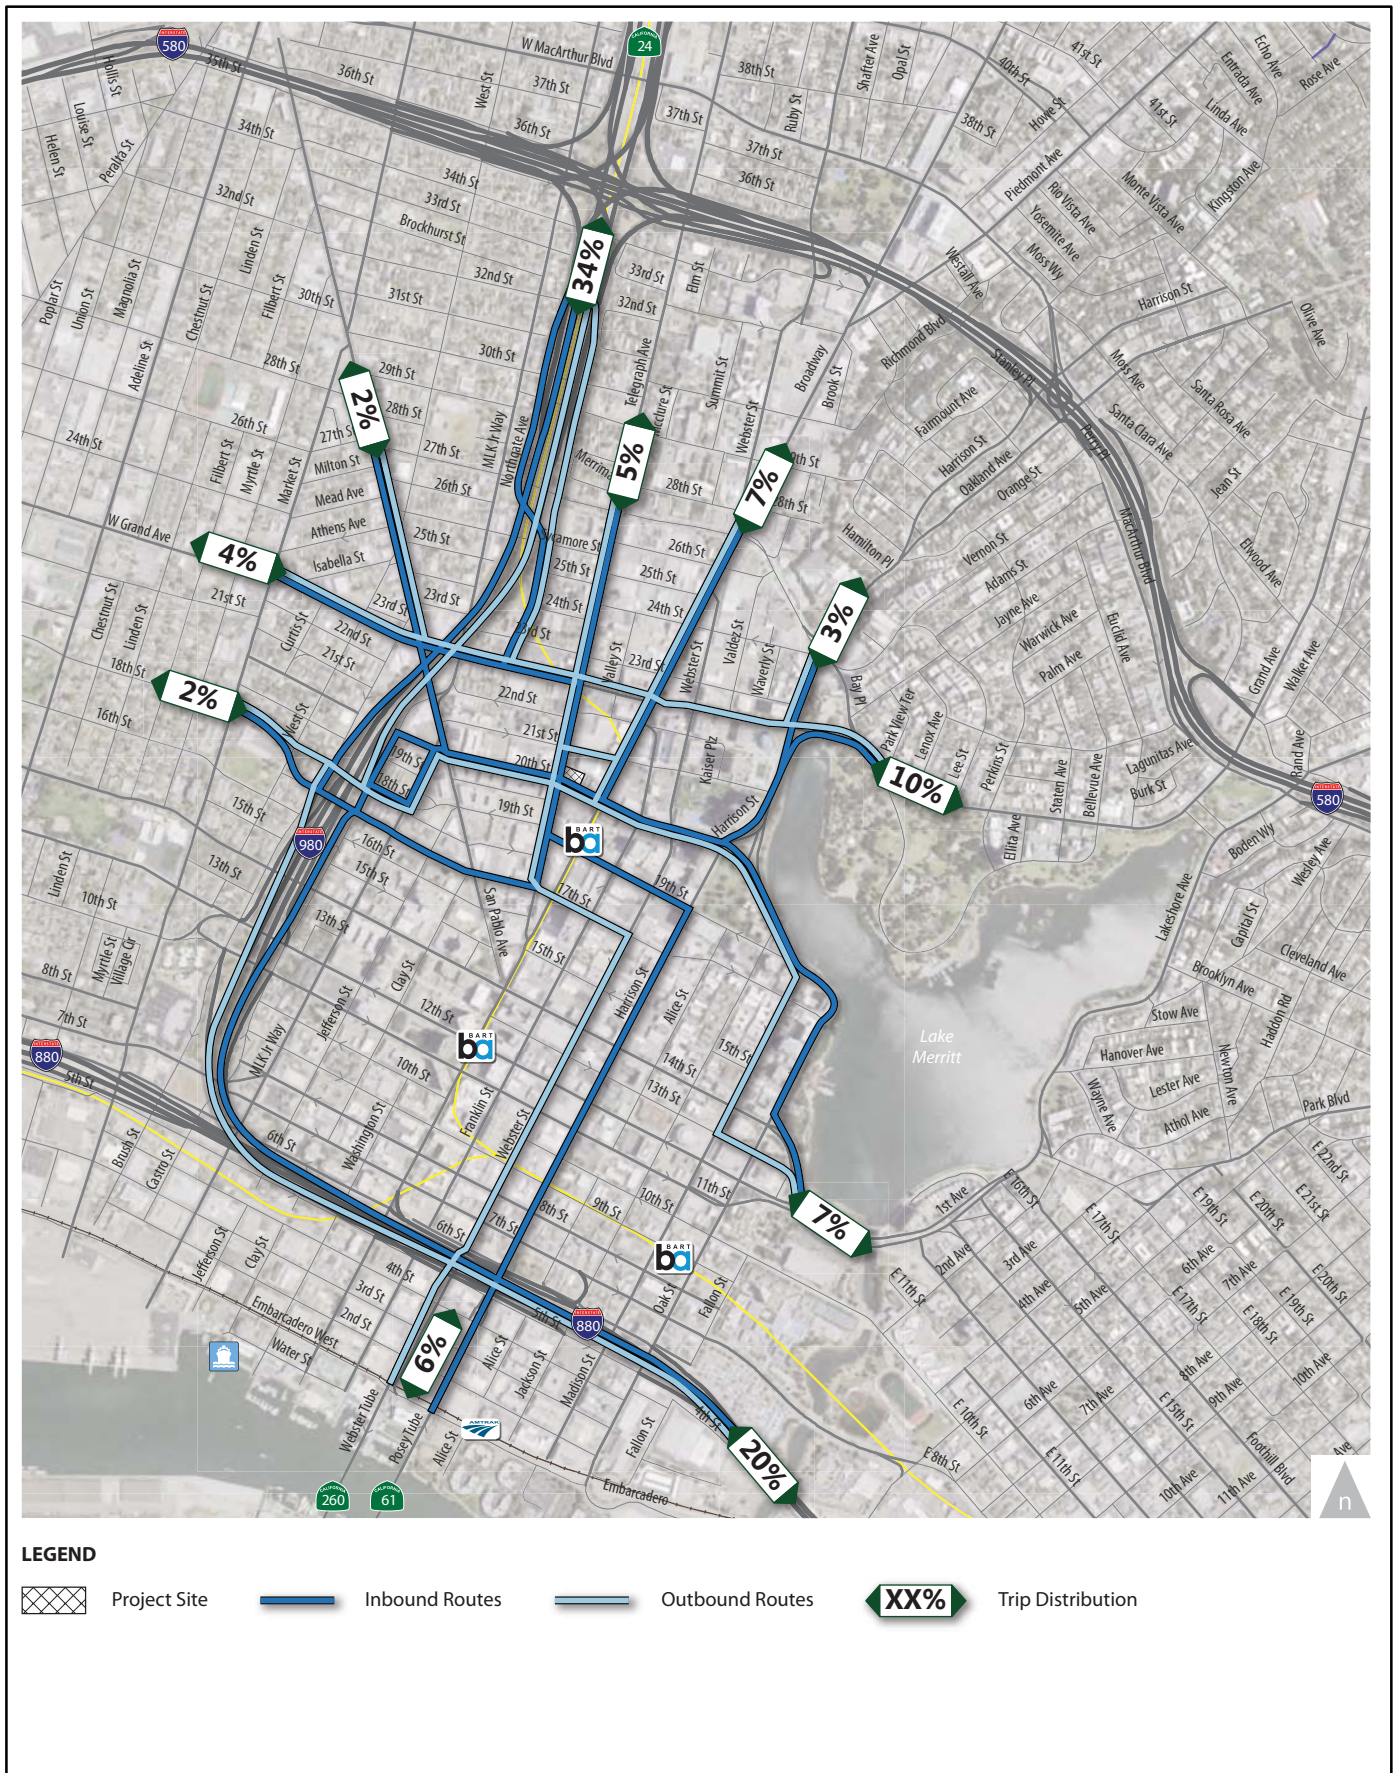 580
24
W MacArthur Blvd
35th St
36th St
37th St
38th St
Shafter Ave
Opal St
40th St
41st St
Echo Ave
Entrada Ave
Rose Ave
Hollis St
Louise St
Helen St
Peralta St
34th St
West St
36th St
37th St
Ruby St
38th St
Howe St
41st St
Linda Ave
37th St
36th St
Piedmont Ave
Rio Vista Ave
Yosemite Ave
Moss Wy
Monte Vista Ave
Kingston Ave
32nd St
34th St
33rd St
Brockhurst St
32nd St
31st St
30th St
34%
33rd St
32nd St
Elm St
Westall Ave
Harrison St
Olive Ave
Poplar St
Union St
Magnolia St
Linden St
Chestnut St
Filbert St
30th St
Adeline St
28th St
29th St
28th St
2%
27th St
26th St
MLK Jr Way
Northgate Ave
Telegraph Ave
Mcclure St
Summit St
Webster St
Broadway
Brook St
Richmond Blvd
Stanley Pl
Fairmount Ave
Moss Ave
Santa Rosa Ave
Santa Clara Ave
Perry Pl
Harrison St
Oakland Ave
Orange St
Jean St
24th St
26th St
Filbert St
Myrtle St
Market St
Milton St
Mead Ave
Athens Ave
Isabella St
27th St
25th St
5%
28th St
7%
Hamilton Pl
Vernon St
MacArthur Blvd
Elwood Ave
W Grand Ave
4%
Sycamore St
26th St
25th St
25th St
24th St
24th St
Adams St
Jayne Ave
Warwick Ave
Palm Ave
Euclid Ave
Grand Ave
Walker Ave
Chestnut St
Linden St
21st St
23rd St
23rd St
22nd St
21st St
Curtis St
23rd St
Valley St
23rd St
Webster St
Valdez St
Waverly St
3%
Bay Pl
18th St
16th St
2%
West St
22nd St
21st St
20th St
19th St
18th St
19th St
Kaiser Plz
Park View Ter
Lenox Ave
Lee St
Perkins St
Staten Ave
Bellevue Ave
Lagunitas Ave
Burk St
Rand Ave
580
10%
Ellita Ave
Harrison St
15th St
980
13th St
16th St
15th St
BART
ba
19th St
17th St
Boden Wy
Wesley Ave
Lakeshore Ave
Linden St
10th St
Myrtle St
Village Cir
8th St
7th St
13th St
San Pablo Ave
15th St
Clay St
12th St
Jefferson St
Harrison St
Alice St
Capital St
Cleveland Ave
Brooklyn Ave
Haddon Rd
Stow Ave
Hanover Ave
Lester Ave
Newton Ave
Wayne Ave
Athol Ave
Park Blvd
Lake
Merritt
880
5th St
MLK Jr Way
10th St
BART
ba
15th St
14th St
13th St
Franklin St
Webster St
Washington St
6th St
Brush St
Castro St
11th St
10th St
9th St
8th St
7th St
6th St
7%
1st Ave
E 10th St
E 22nd St
E 21st St
E 20th St
E 19th St
E 17th St
2nd Ave
3rd Ave
4th Ave
5th Ave
6th Ave
7th Ave
E 20th St
E 19th St
E 18th St
E 17th St
E 11th St
BART
ba
Oak St
Fallon St
Jefferson St
Clay St
4th St
3rd St
2nd St
Embarcadero West
Water St
5th St
880
6%
Alice St
Jackson St
Madison St
Webster Tube
Posey Tube
Alice St
AMTRAK
Fallon St
4th St
20%
Embarcadero
8th Ave
9th Ave
10th Ave
6th Ave
7th Ave
E 15th St
E 10th St
E 8th St
E 11th St
10th Ave
11th Ave
Foothill Blvd
Ave
CALIFORNIA
260
CALIFORNIA
61
n
LEGEND
Project Site
Inbound Routes
Outbound Routes
XX%
Trip Distribution